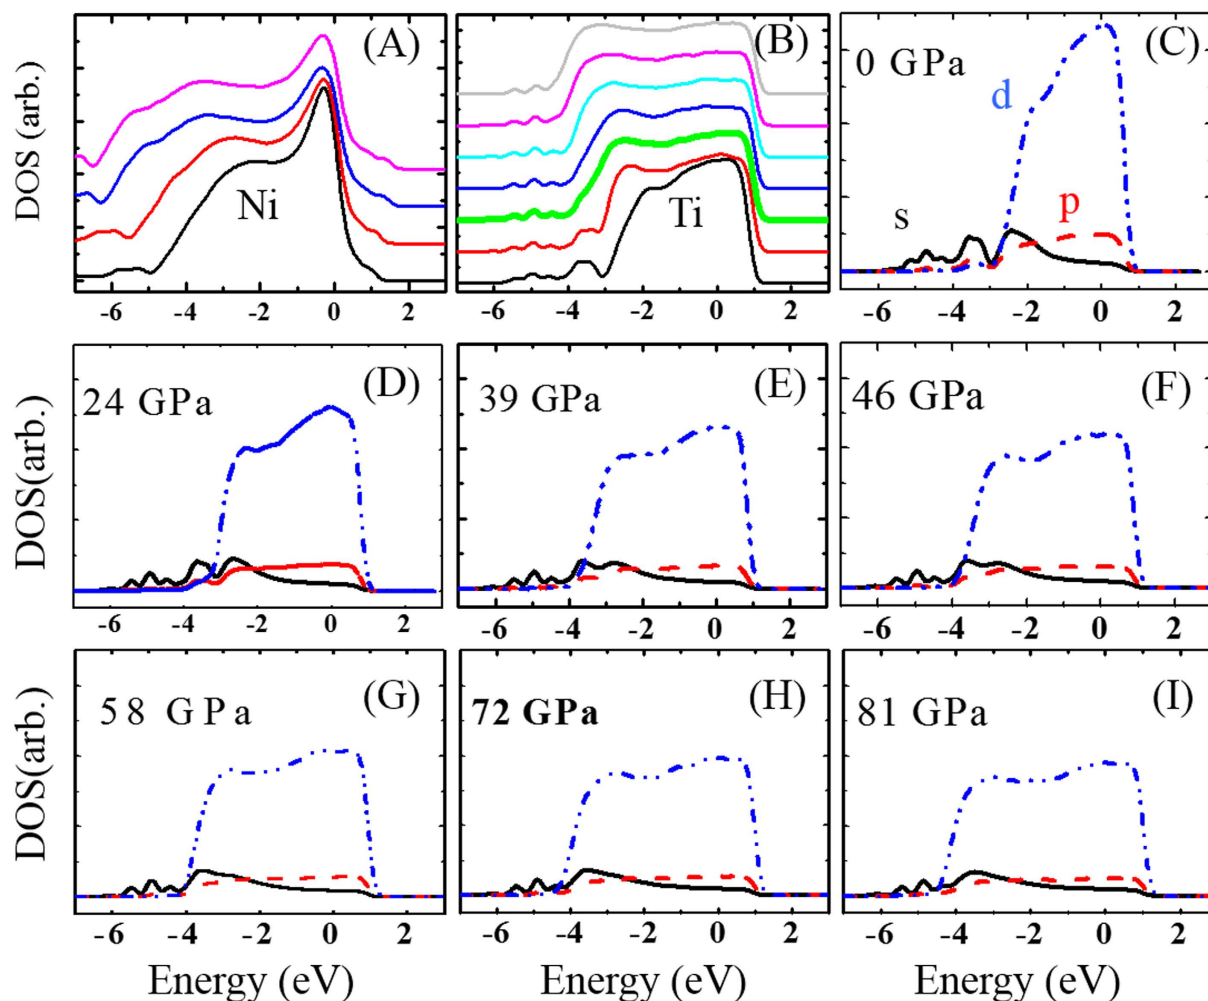 DOS (arb.)
(A)
Ni
-6 -4 -2 0 2
(B)
Ti
-6 -4 -2 0 2
(C)
0 GPa
d
s
p
-6 -4 -2 0 2
DOS(arb.)
(D)
24 GPa
-6 -4 -2 0 2
(E)
39 GPa
-6 -4 -2 0 2
(F)
46 GPa
-6 -4 -2 0 2
DOS(arb.)
(G)
58 GPa
-6 -4 -2 0 2
(H)
72 GPa
-6 -4 -2 0 2
(I)
81 GPa
-6 -4 -2 0 2
Energy (eV)
Energy (eV)
Energy (eV)